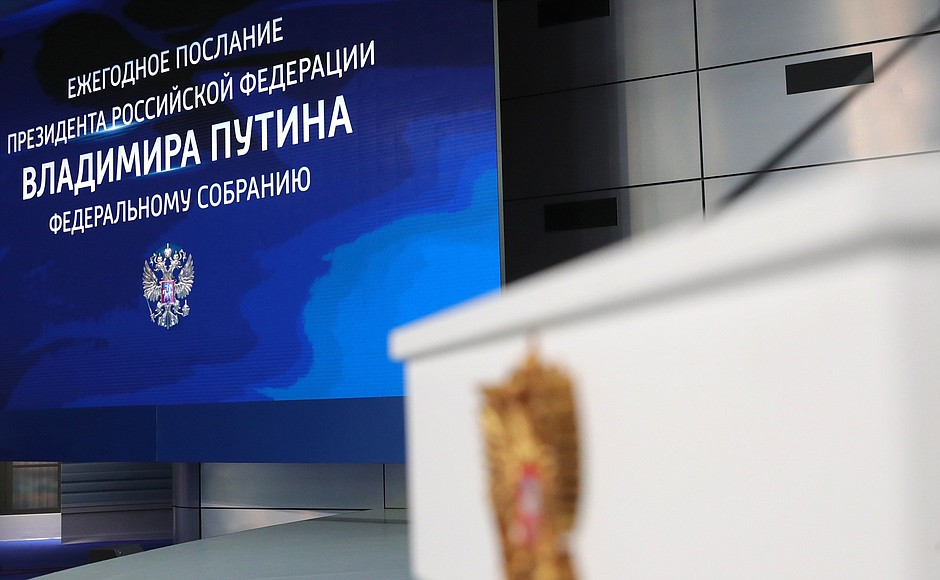 ЕЖЕГОДНОЕ ПОСЛАНИЕ
ПРЕЗИДЕНТА РОССИЙСКОЙ ФЕДЕРАЦИИ
ВЛАДИМИРА ПУТИНА
ФЕДЕРАЛЬНОМУ СОБРАНИЮ